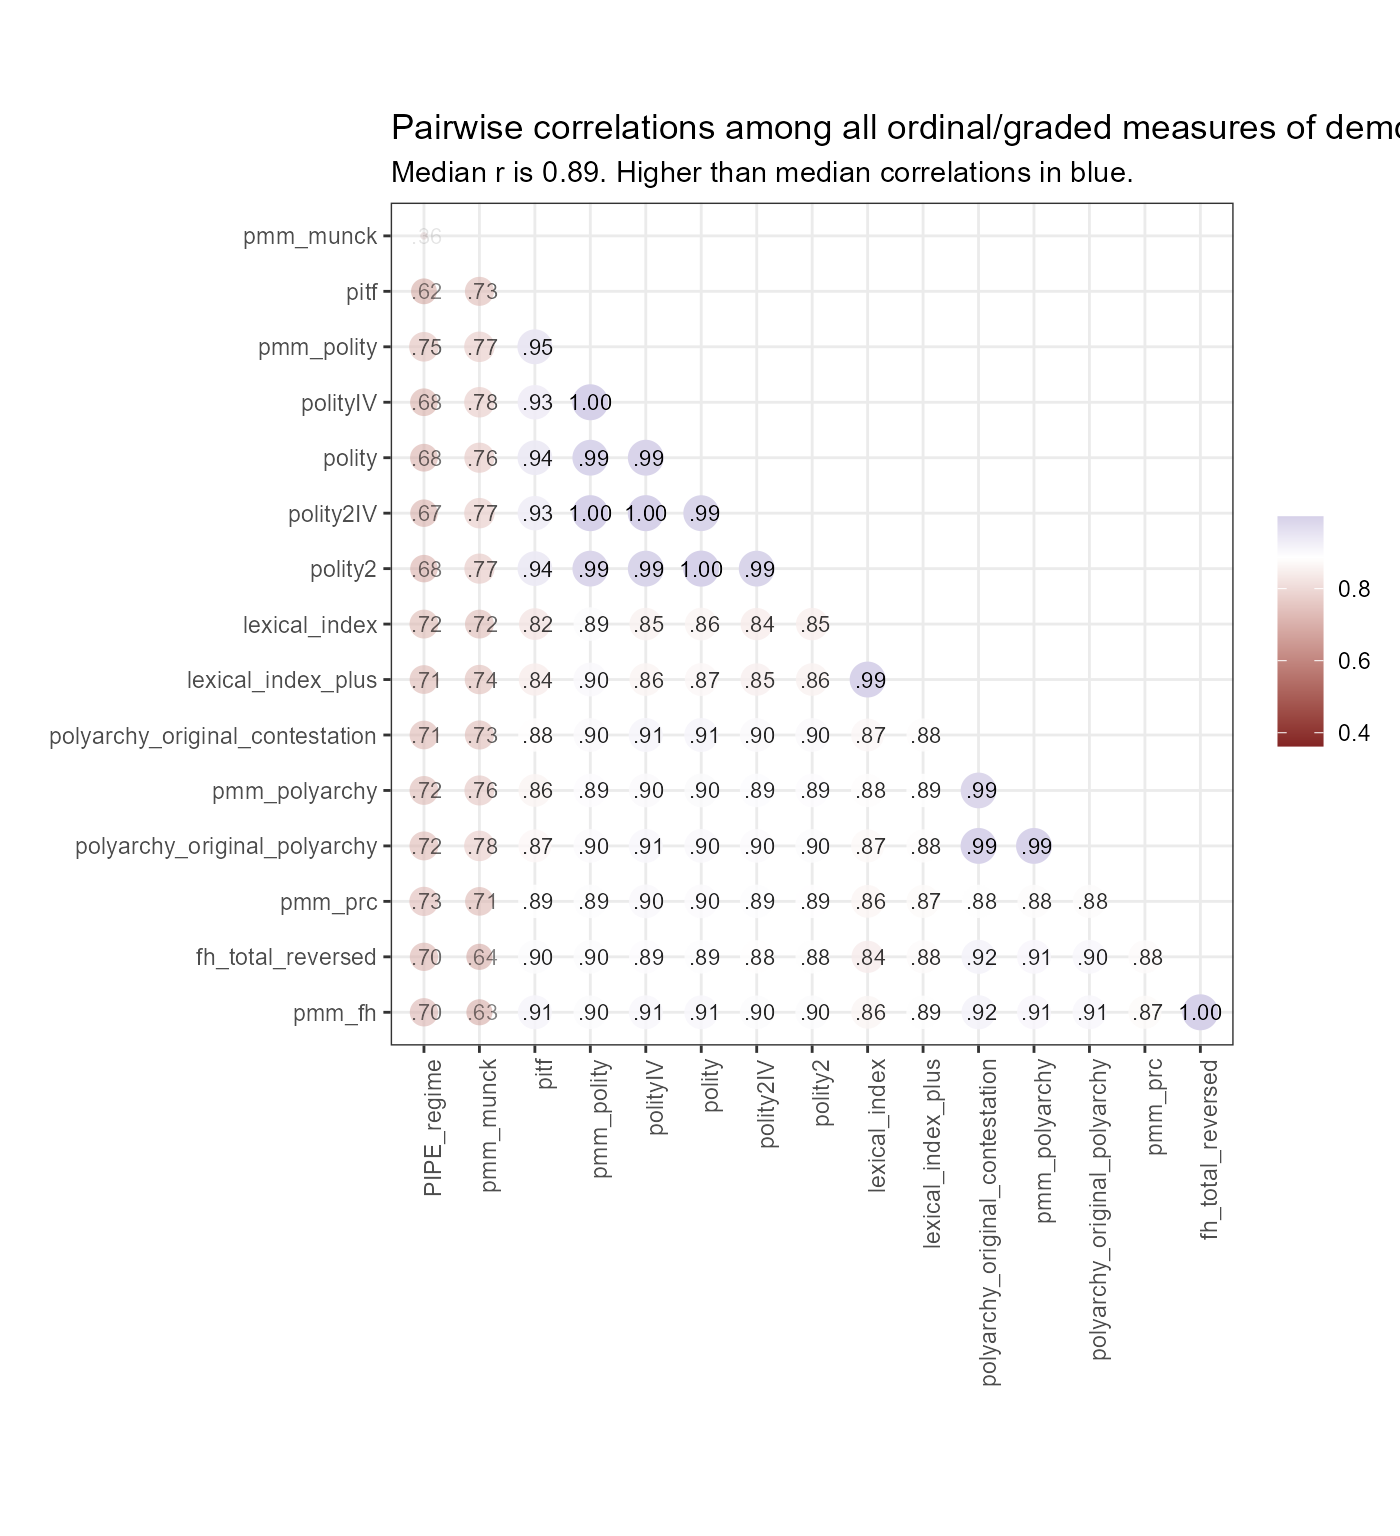 Pairwise correlations among all ordinal/graded measures of demo
Median r is 0.89. Higher than median correlations in blue.
pmm_munck .36
pitf .62 .73
pmm_polity .75 .77 .95
polityIV .68 .78 .93 1.00
polity .68 .76 .94 .99 .99
polity2IV .67 .77 .93 1.00 1.00 .99
polity2 .68 .77 .94 .99 .99 1.00 .99
lexical_index .72 .72 .82 .89 .85 .86 .84 .85
lexical_index_plus .71 .74 .84 .90 .86 .87 .85 .86 .99
polyarchy_original_contestation .71 .73 .88 .90 .91 .91 .90 .90 .87 .88
pmm_polyarchy .72 .76 .86 .89 .90 .90 .89 .89 .88 .89 .99
polyarchy_original_polyarchy .72 .78 .87 .90 .91 .90 .90 .90 .87 .88 .99 .99
pmm_prc .73 .71 .89 .89 .90 .90 .89 .89 .86 .87 .88 .88 .88
fh_total_reversed .70 .64 .90 .90 .89 .89 .88 .88 .84 .88 .92 .91 .90 .88
pmm_fh .70 .63 .91 .90 .91 .91 .90 .90 .86 .89 .92 .91 .91 .87 1.00
PIPE_regime
pmm_munck
pitf
pmm_polity
polityIV
polity
polity2IV
polity2
lexical_index
lexical_index_plus
polyarchy_original_contestation
pmm_polyarchy
polyarchy_original_polyarchy
pmm_prc
fh_total_reversed
0.8
0.6
0.4